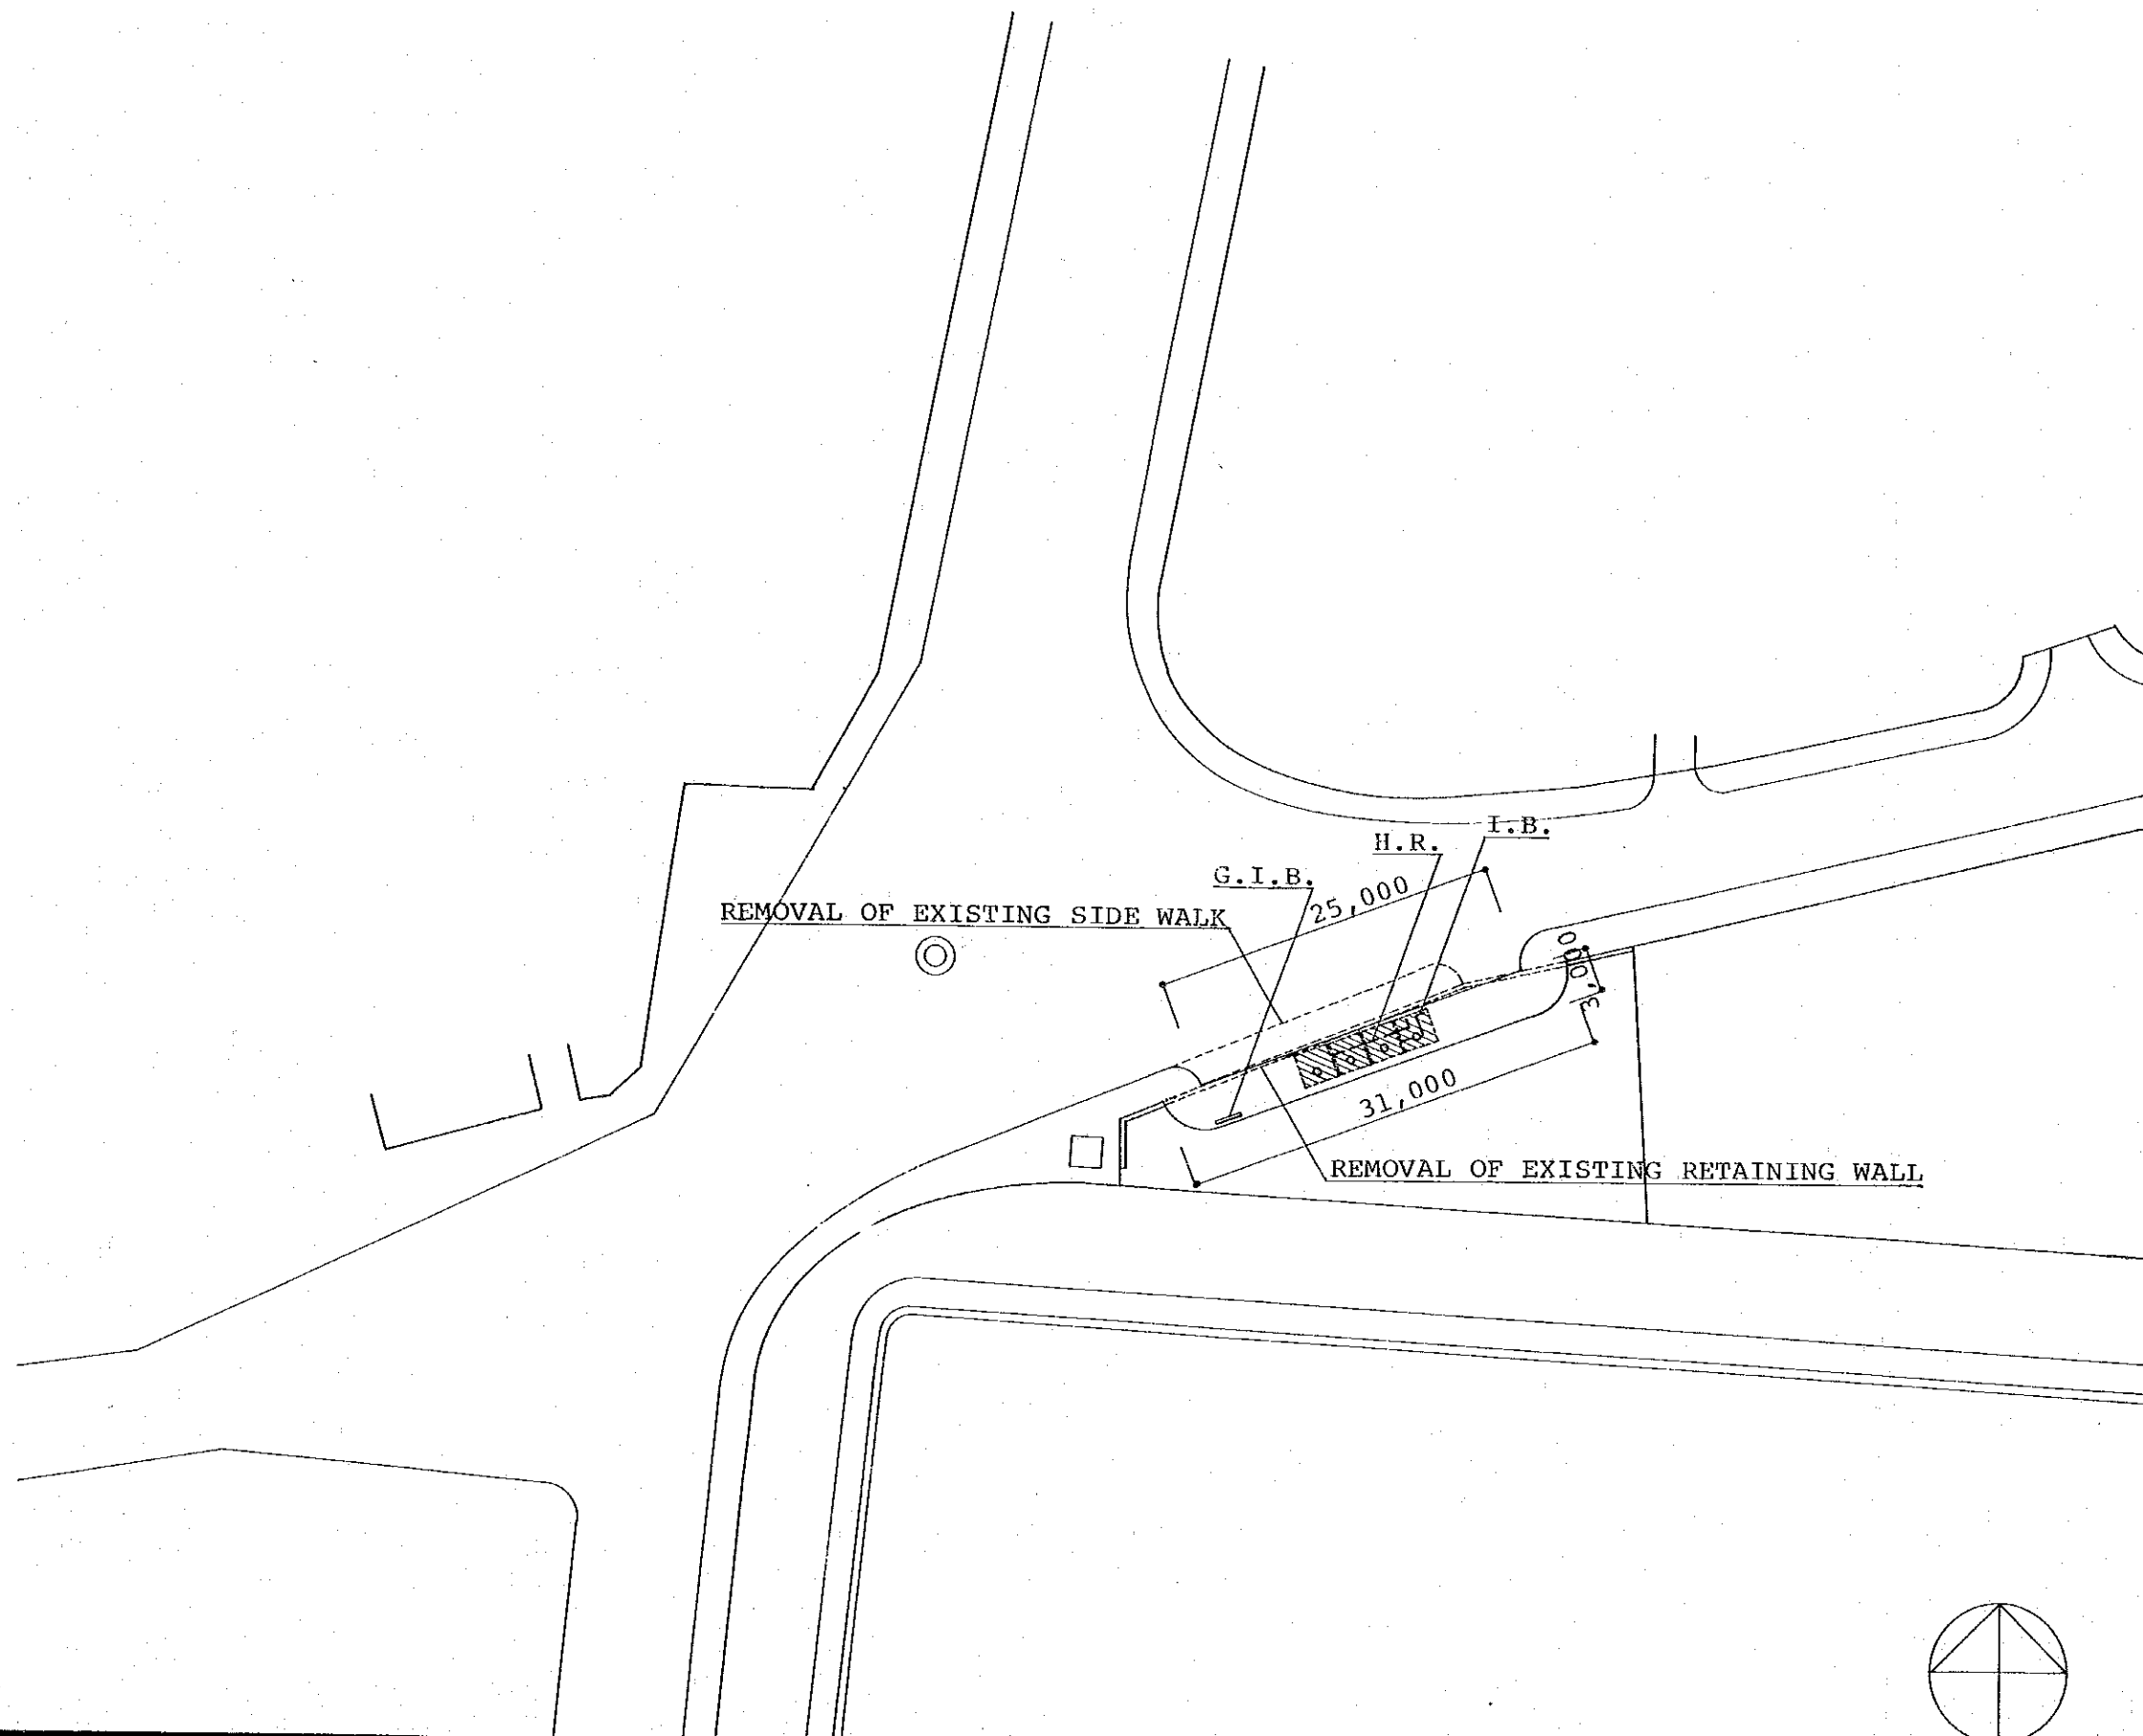 I.B.
H.R.
G.I.B.
25,000
REMOVAL OF EXISTING SIDE WALK
3,000
31,000
REMOVAL OF EXISTING RETAINING WALL